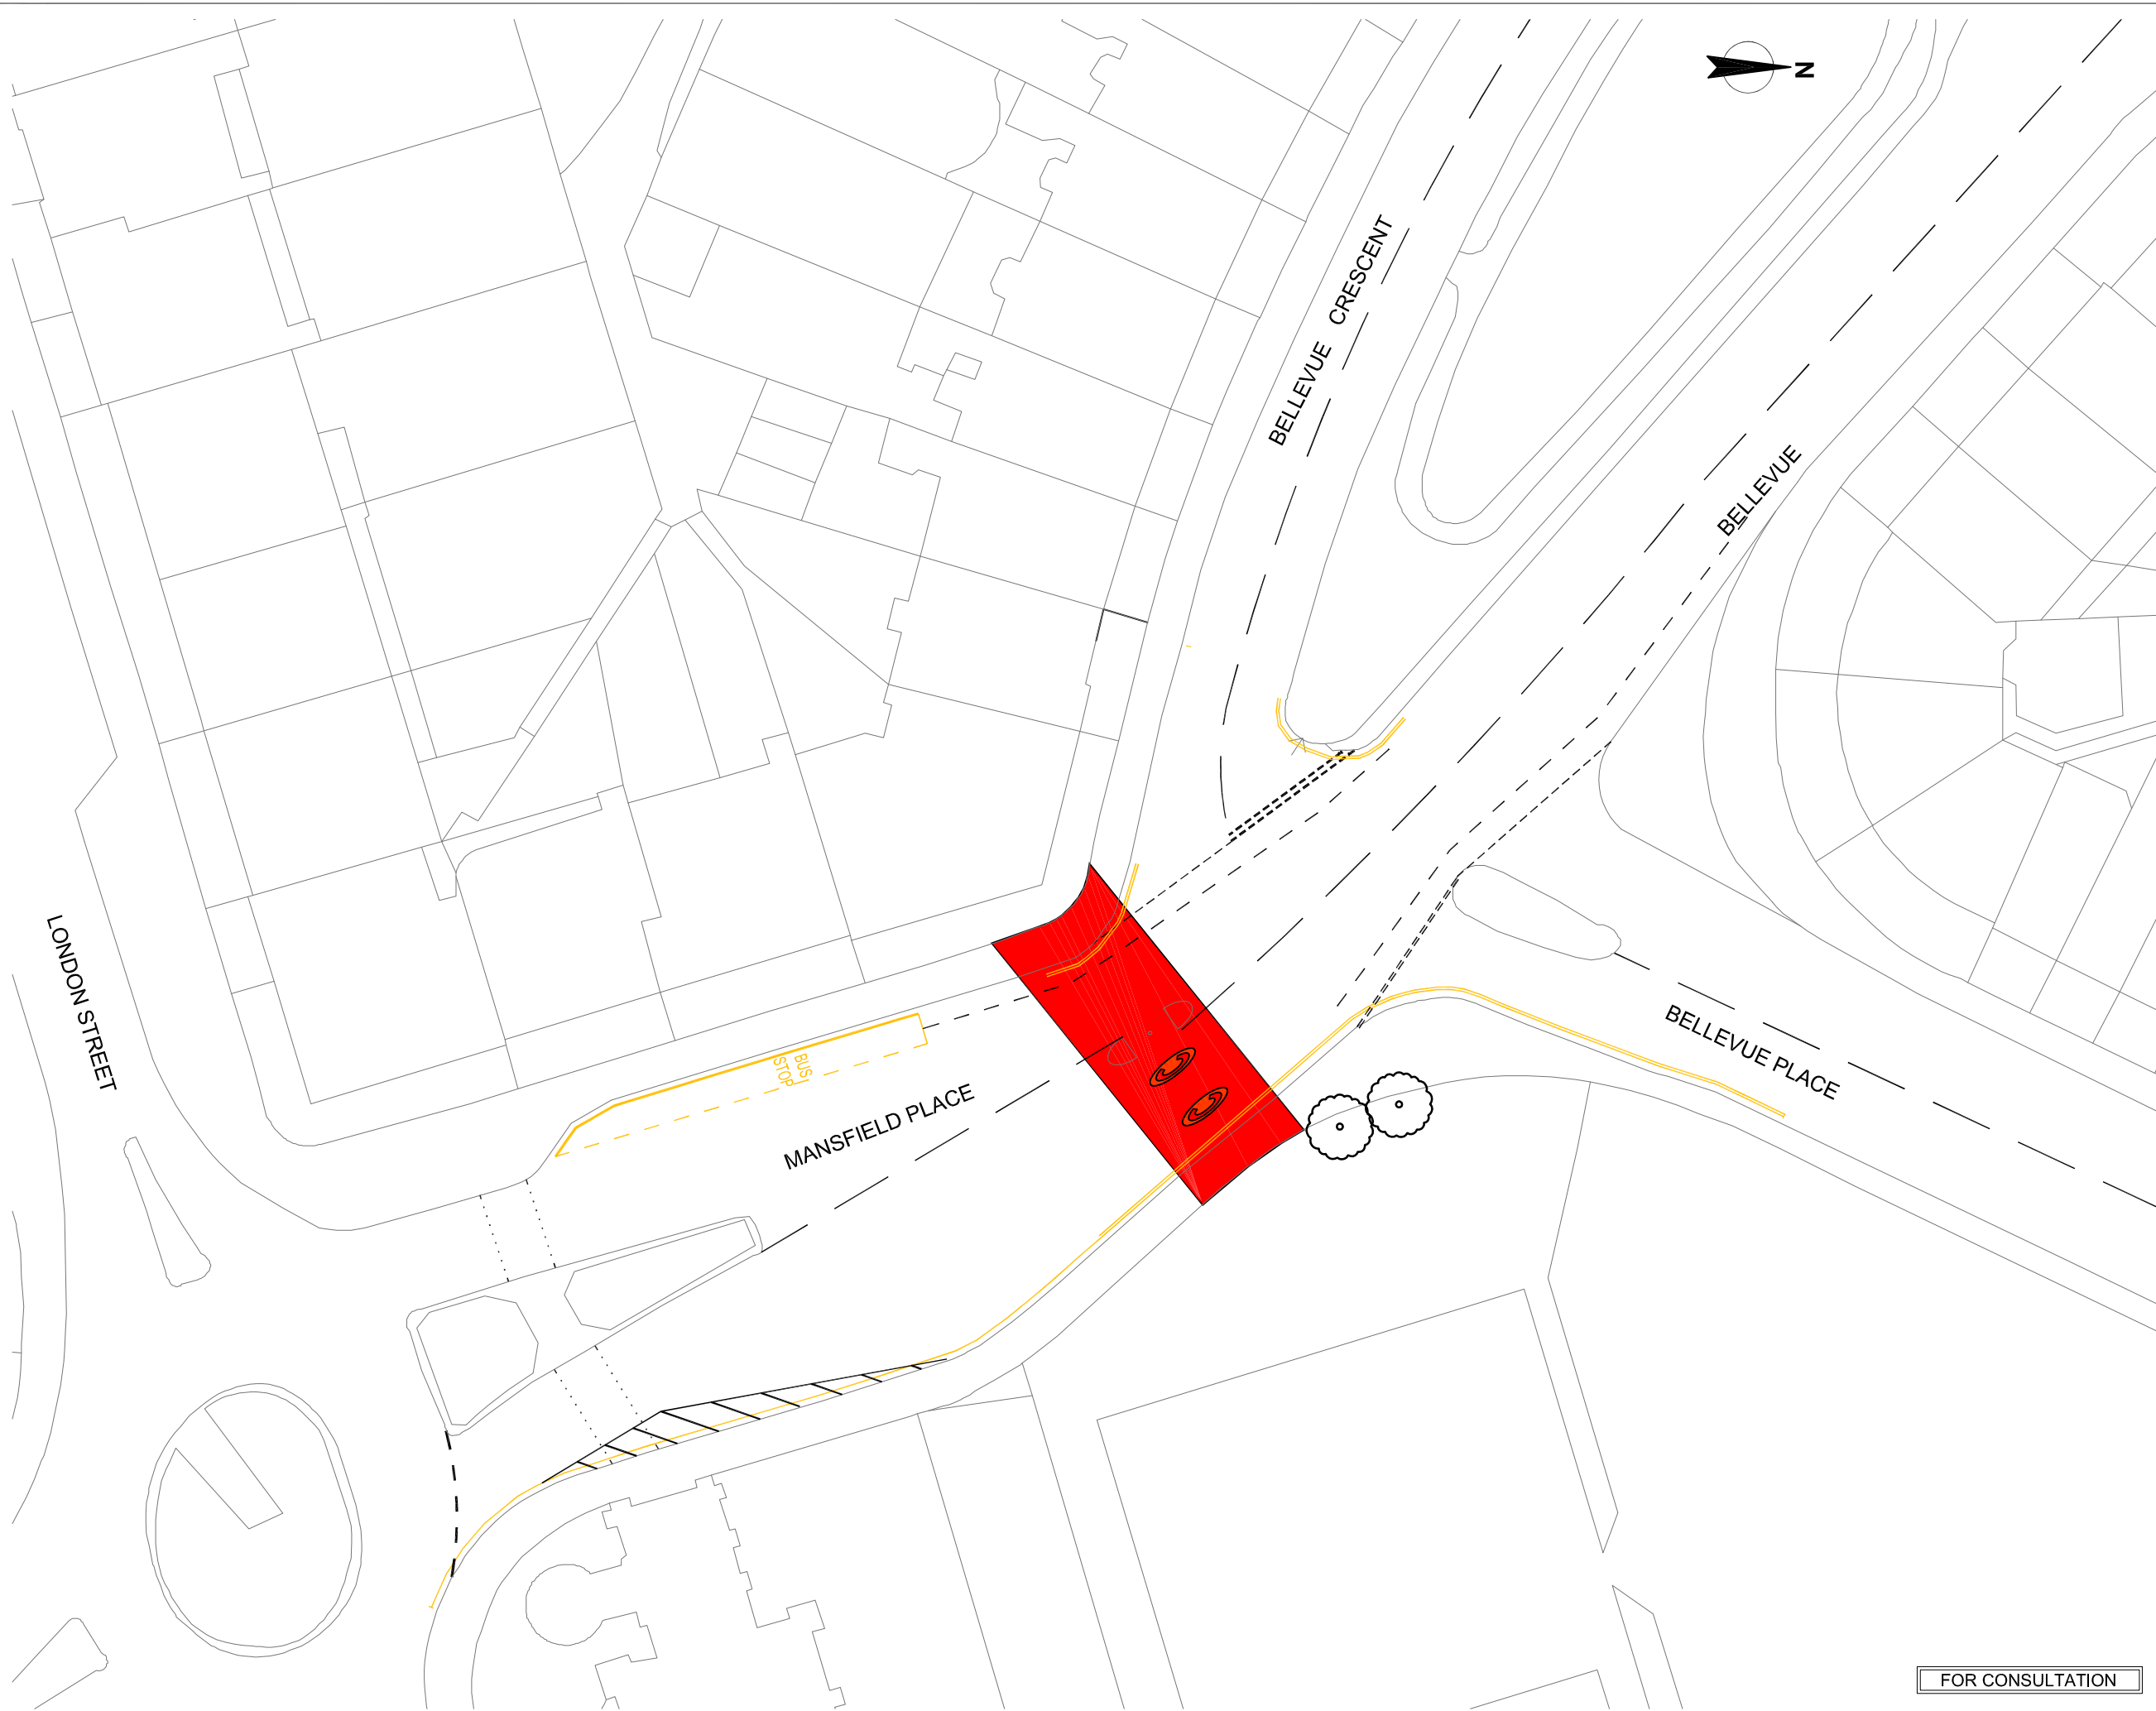 N
BELLEVUE CRESCENT
BELLEVUE
LONDON STREET
BUS
STOP
MANSFIELD PLACE
BELLEVUE PLACE
FOR CONSULTATION